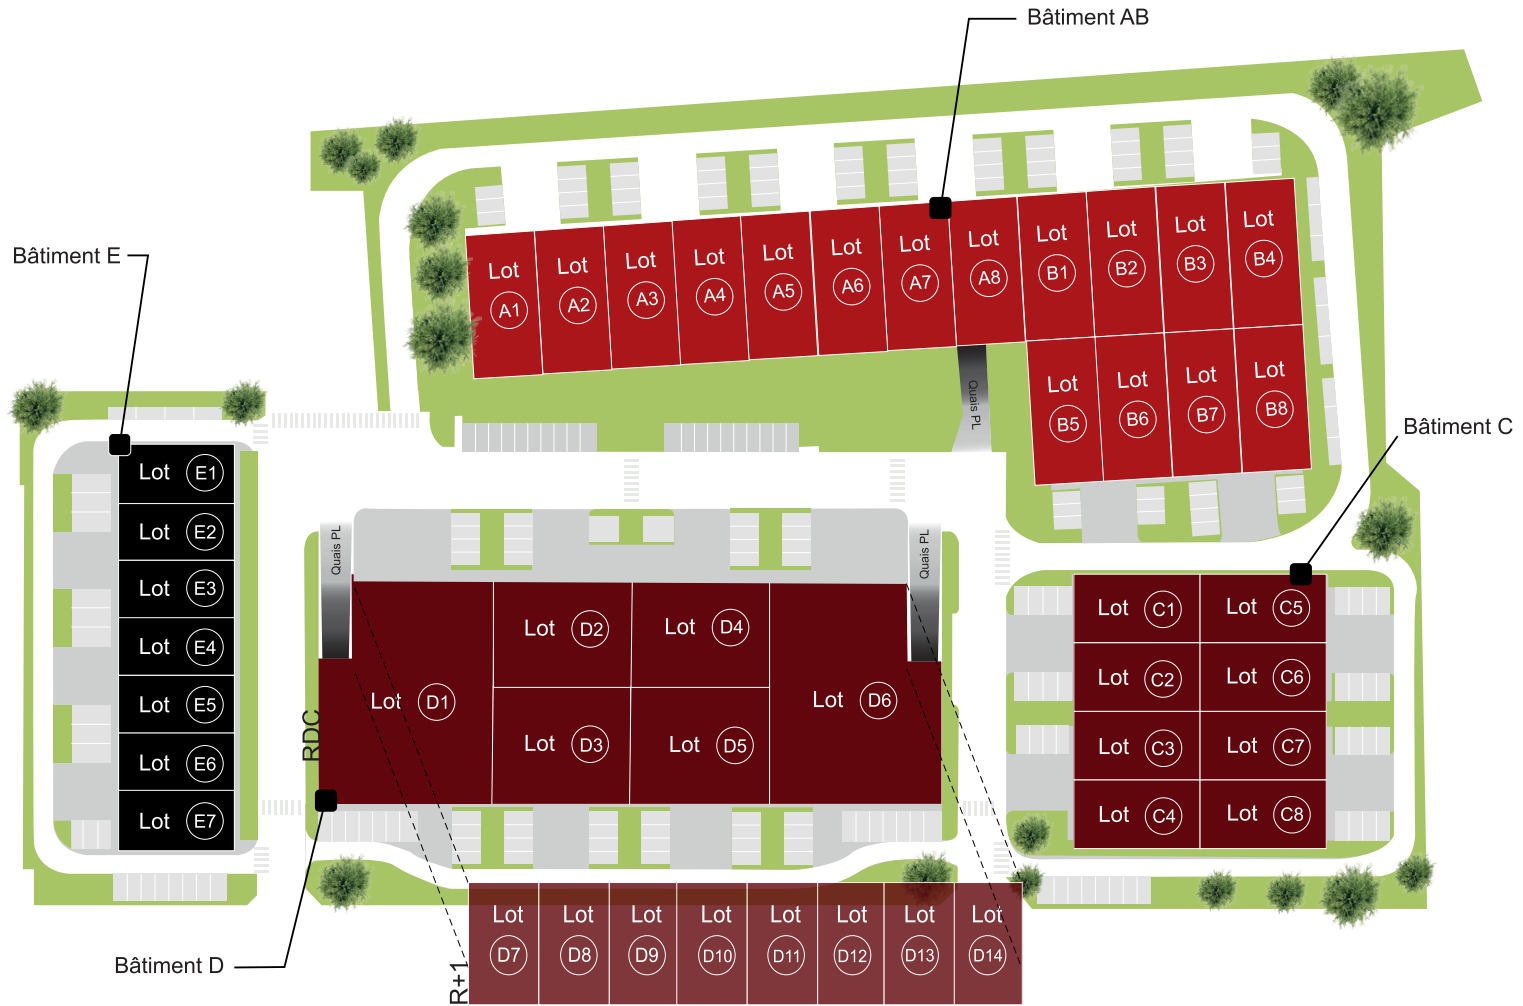 Bâtiment AB
Bâtiment E
Bâtiment C
Bâtiment D
Lot A1
Lot A2
Lot A3
Lot A4
Lot A5
Lot A6
Lot A7
Lot A8
Lot B1
Lot B2
Lot B3
Lot B4
Lot B5
Lot B6
Lot B7
Lot B8
Quais PL
Lot E1
Lot E2
Lot E3
Lot E4
Lot E5
Lot E6
Lot E7
Quais PL
Quais PL
RDC
Lot D1
Lot D2
Lot D3
Lot D4
Lot D5
Lot D6
Lot C1
Lot C2
Lot C3
Lot C4
Lot C5
Lot C6
Lot C7
Lot C8
R+1
Lot D7
Lot D8
Lot D9
Lot D10
Lot D11
Lot D12
Lot D13
Lot D14